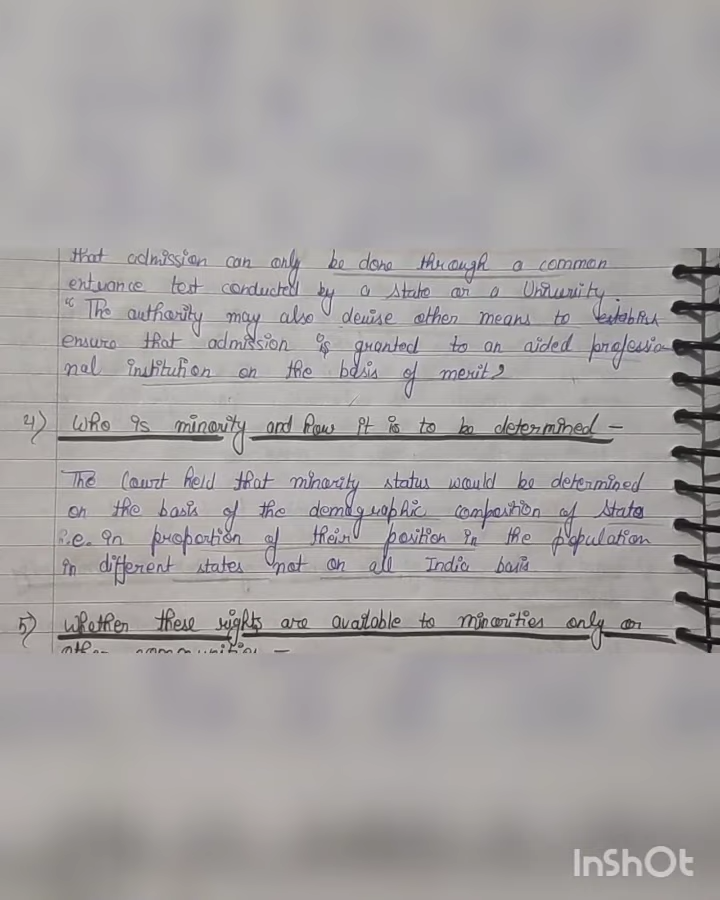 that admission can only be done through a common
entrance test conducted by a state or a University.
"The authority may also devise other means to establish
ensure that admission is granted to an aided professio
nal institution on the basis of merit"
4) Who is minority and how it is to be determined -
The Court held that minority status would be determined
on the basis of the demographic composition of state
i.e. in proportion of their position in the population
in different states not on all India basis
5) Whether these rights are available to minorities only or
other communities -
InShOt